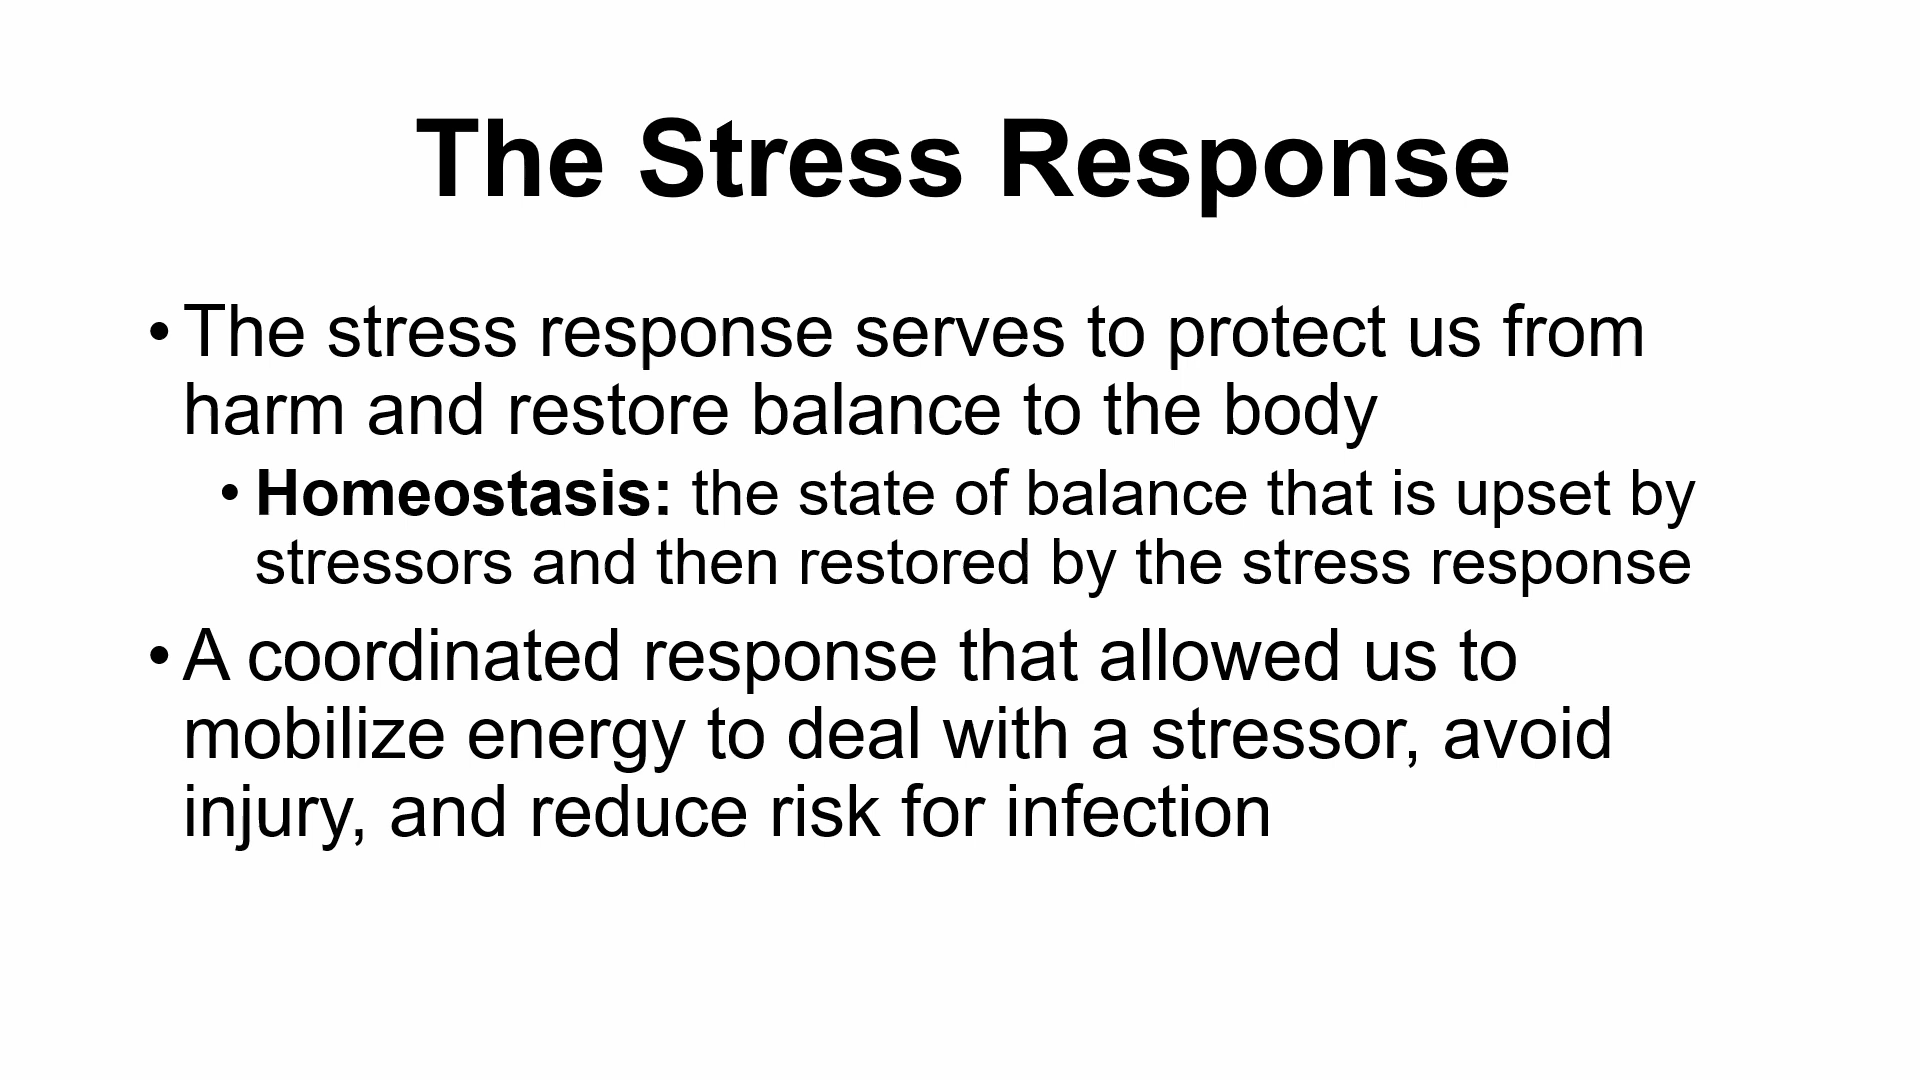 The Stress Response
• The stress response serves to protect us from
harm and restore balance to the body
• Homeostasis: the state of balance that is upset by
stressors and then restored by the stress response
• A coordinated response that allowed us to
mobilize energy to deal with a stressor, avoid
injury, and reduce risk for infection